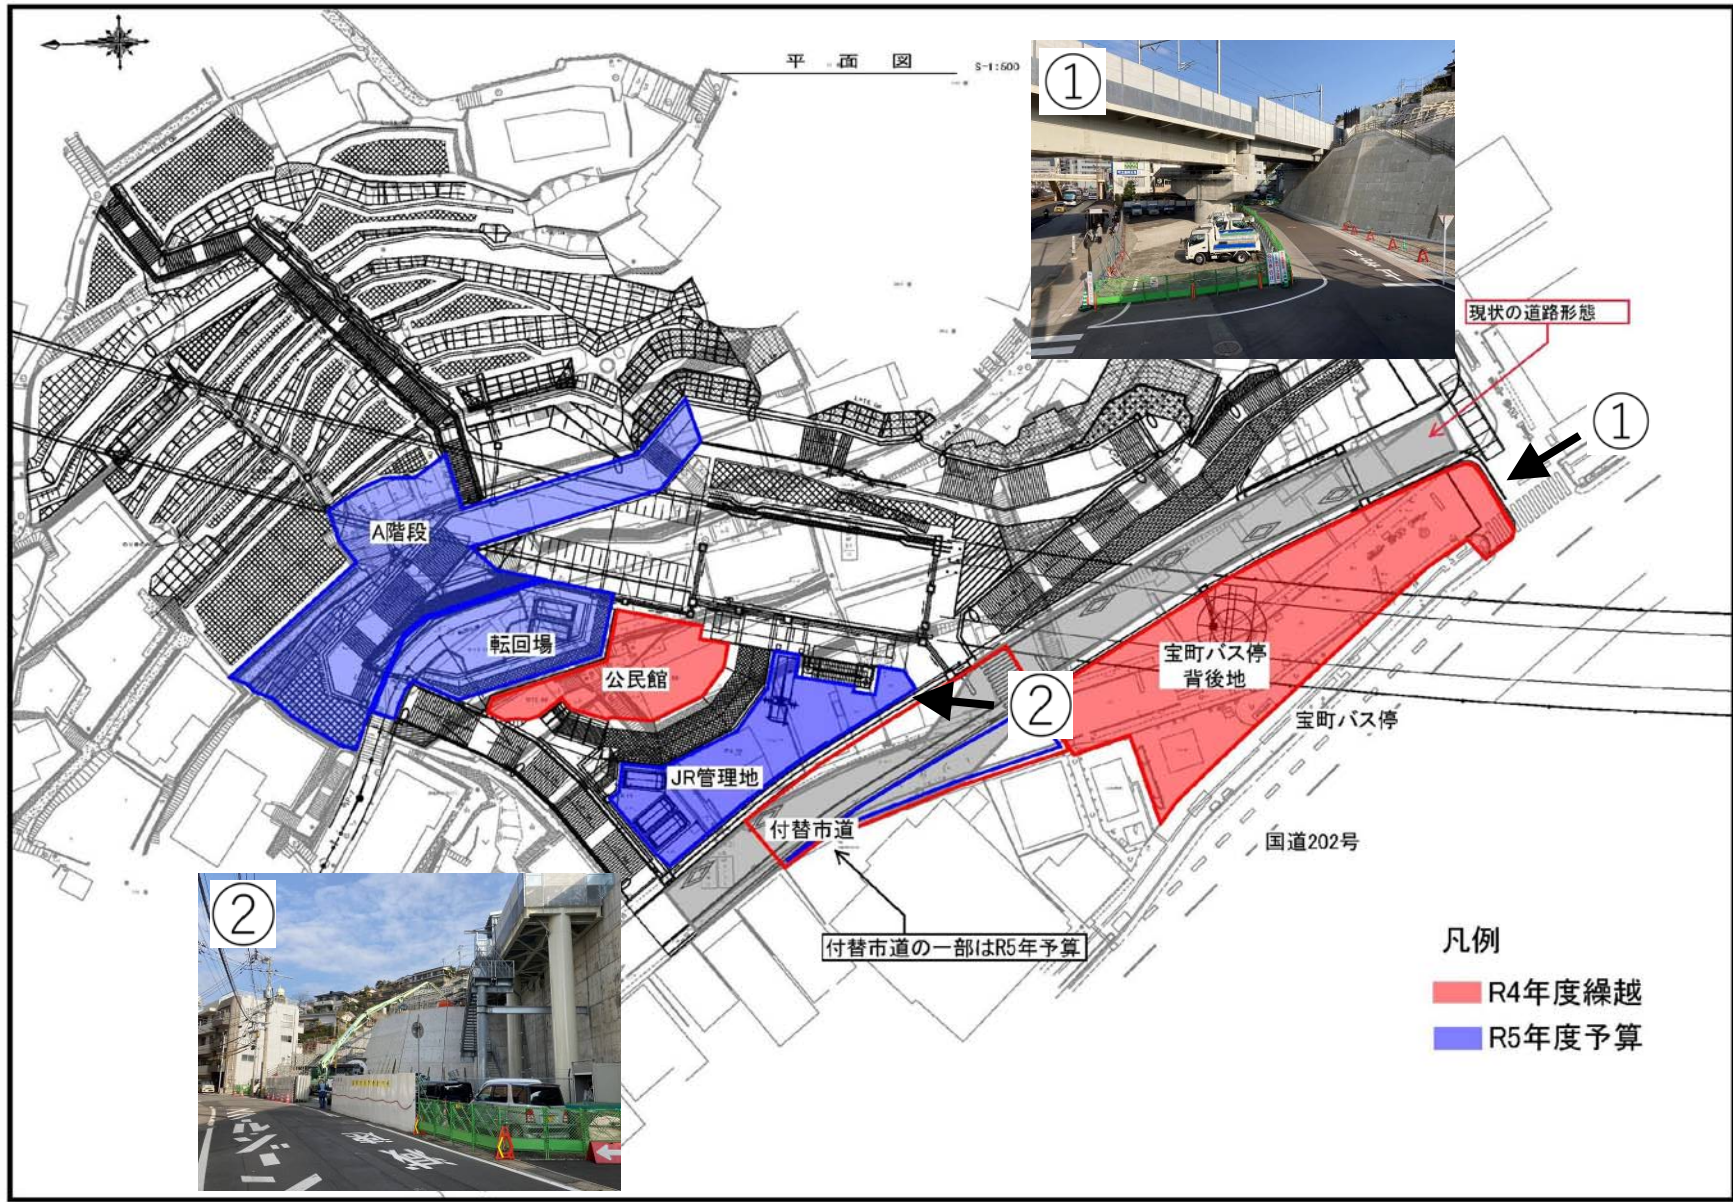 平面図
S=1:500
①
現状の道路形態
①
A階段
転回場
公民館
宝町バス停
背後地
②
宝町バス停
JR管理地
付替市道
国道202号
付替市道の一部はR5年予算
②
凡例
R4年度繰越
R5年度予算